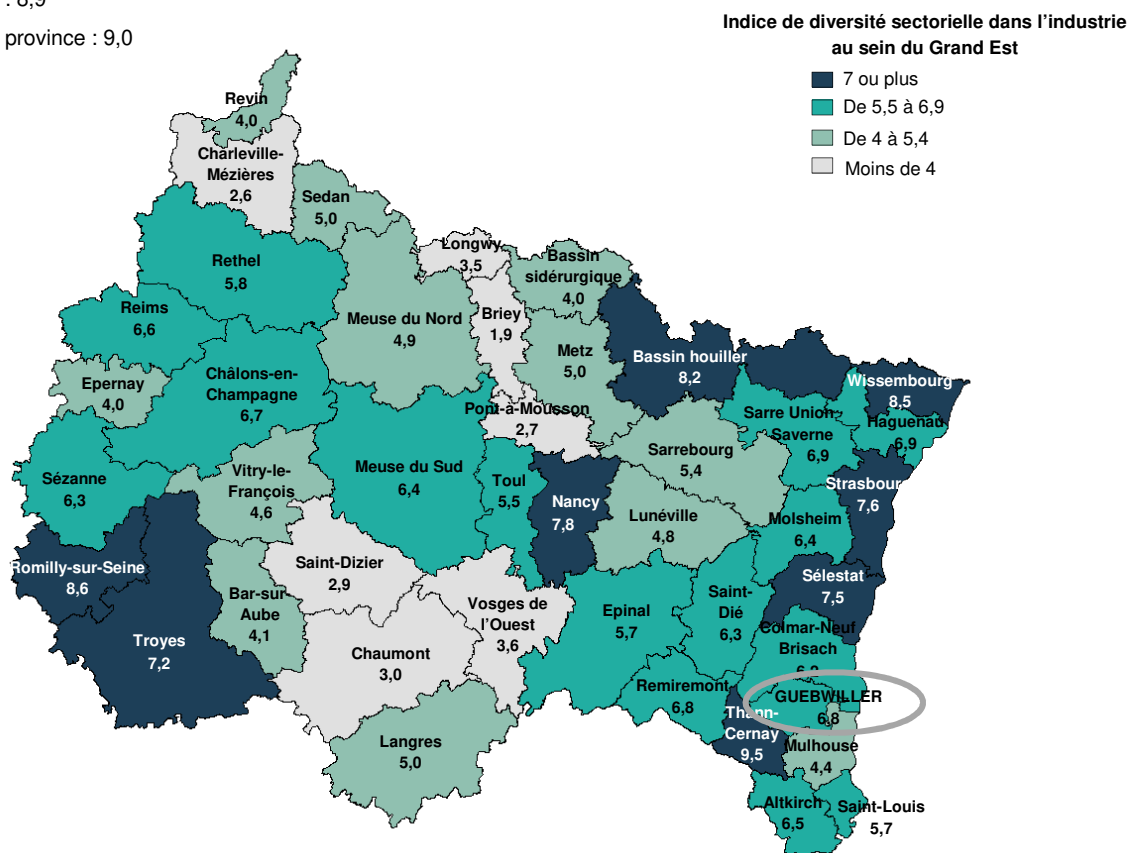 : 8,9
province : 9,0
Indice de diversité sectorielle dans l'industrie
au sein du Grand Est
7 ou plus
De 5,5 à 6,9
De 4 à 5,4
Moins de 4
Revin
4,0
Charleville-
Mézières
2,6
Sedan
5,0
Rethel
5,8
Longwy
3,5
Bassin
sidérurgique
4,0
Reims
6,6
Meuse du Nord
4,9
Briey
1,9
Metz
5,0
Bassin houiller
8,2
Wissembourg
8,5
Epernay
4,0
Châlons-en-
Champagne
6,7
Pont-à-Mousson
2,7
Sarre Union-
Saverne
6,9
Haguenau
6,9
Sarrebourg
5,4
Sézanne
6,3
Vitry-le-
François
4,6
Meuse du Sud
6,4
Toul
5,5
Nancy
7,8
Lunéville
4,8
Strasbour
7,6
Molsheim
6,4
Romilly-sur-Seine
8,6
Saint-Dizier
2,9
Sélestat
7,5
Bar-sur
Aube
4,1
Vosges de
l'Ouest
3,6
Epinal
5,7
Saint-
Dié
6,3
Troyes
7,2
Chaumont
3,0
Colmar-Neuf
Brisach
Remiremont
6,8
GUEBWILLER
6,8
Thann-
Cernay
9,5
Langres
5,0
Mulhouse
4,4
Altkirch
6,5
Saint-Louis
5,7